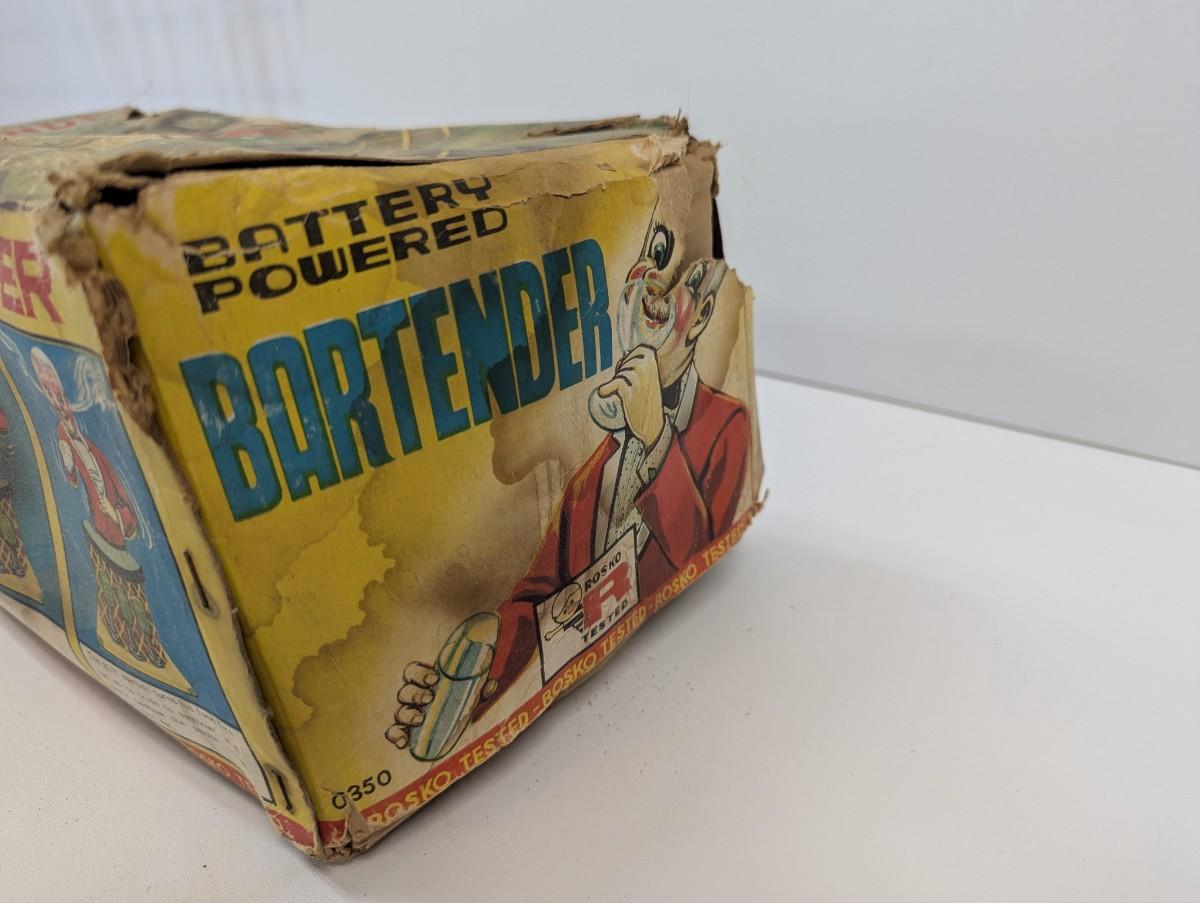 BATTERY
POWERED
BARTENDER
ER
ROSKO
R
TESTED
ROSKO TESTED - ROSKO TESTED - ROSKO TESTED
0350